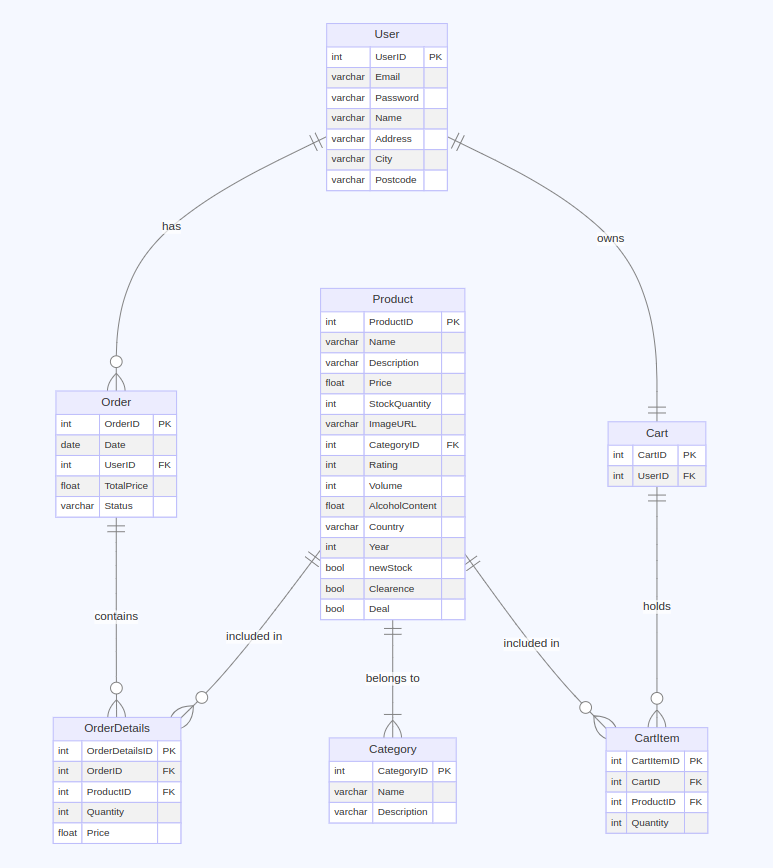 User
int UserID PK
varchar Email
varchar Password
varchar Name
varchar Address
varchar City
varchar Postcode
has
owns
Product
int ProductID PK
varchar Name
varchar Description
float Price
int StockQuantity
varchar ImageURL
int CategoryID FK
int Rating
int Volume
float AlcoholContent
varchar Country
int Year
bool newStock
bool Clearence
bool Deal
Order
int OrderID PK
date Date
int UserID FK
float TotalPrice
varchar Status
Cart
int CartID PK
int UserID FK
contains
included in
belongs to
included in
holds
OrderDetails
int OrderDetailsID PK
int OrderID FK
int ProductID FK
int Quantity
float Price
Category
int CategoryID PK
varchar Name
varchar Description
CartItem
int CartItemID PK
int CartID FK
int ProductID FK
int Quantity